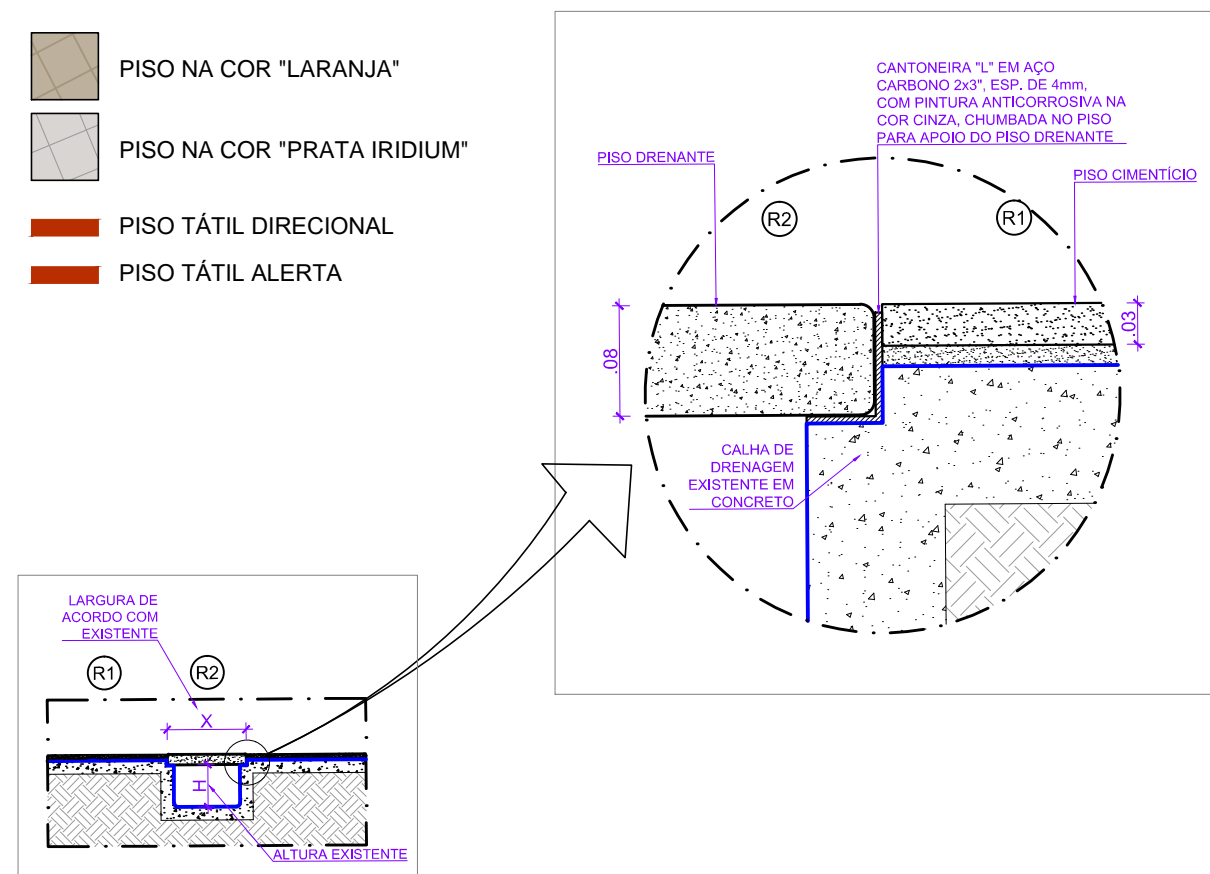 PISO NA COR "LARANJA"
PISO NA COR "PRATA IRIDIUM"
PISO TÁTIL DIRECIONAL
PISO TÁTIL ALERTA
CANTONEIRA "L" EM AÇO
CARBONO 2x3", ESP. DE 4mm,
COM PINTURA ANTICORROSIVA NA
COR CINZA, CHUMBADA NO PISO
PARA APOIO DO PISO DRENANTE
PISO DRENANTE
PISO CIMENTÍCIO
R2
R1
.08
.03
CALHA DE
DRENAGEM
EXISTENTE EM
CONCRETO
LARGURA DE
ACORDO COM
EXISTENTE
R1
R2
X
H
ALTURA EXISTENTE